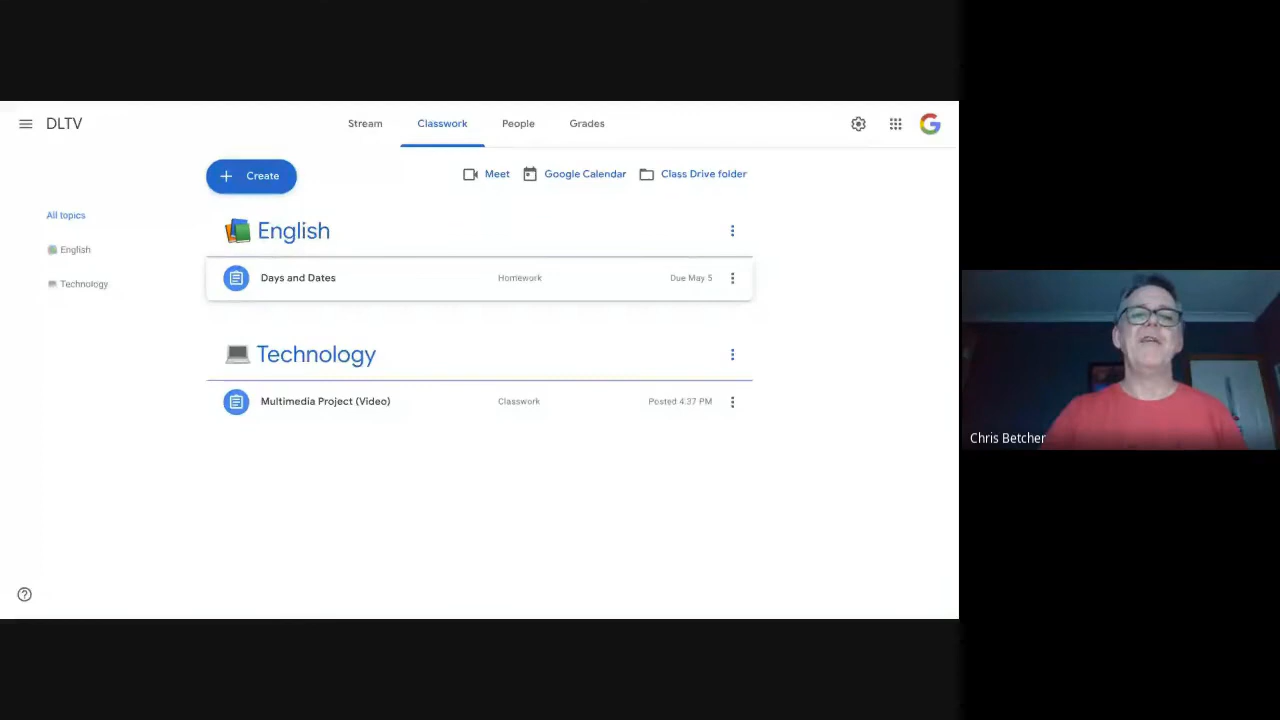 DLTV
Stream
Classwork
People
Grades
Create
Meet
Google Calendar
Class Drive folder
All topics
English
Technology
English
Days and Dates
Homework
Due May 5
Technology
Multimedia Project (Video)
Classwork
Posted 4:37 PM
Chris Betcher